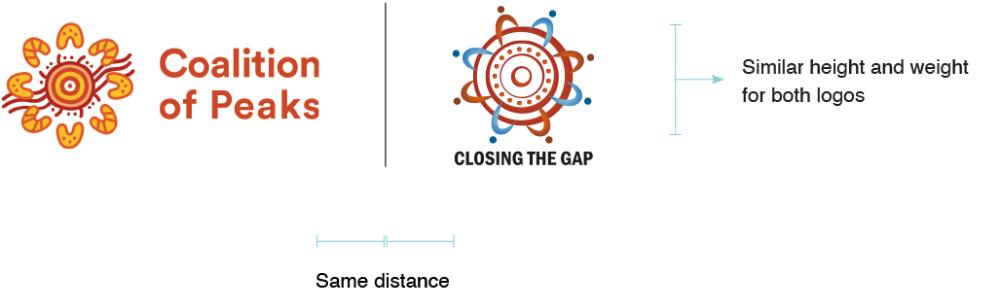 Coalition
of Peaks
CLOSING THE GAP
Similar height and weight
for both logos
Same distance